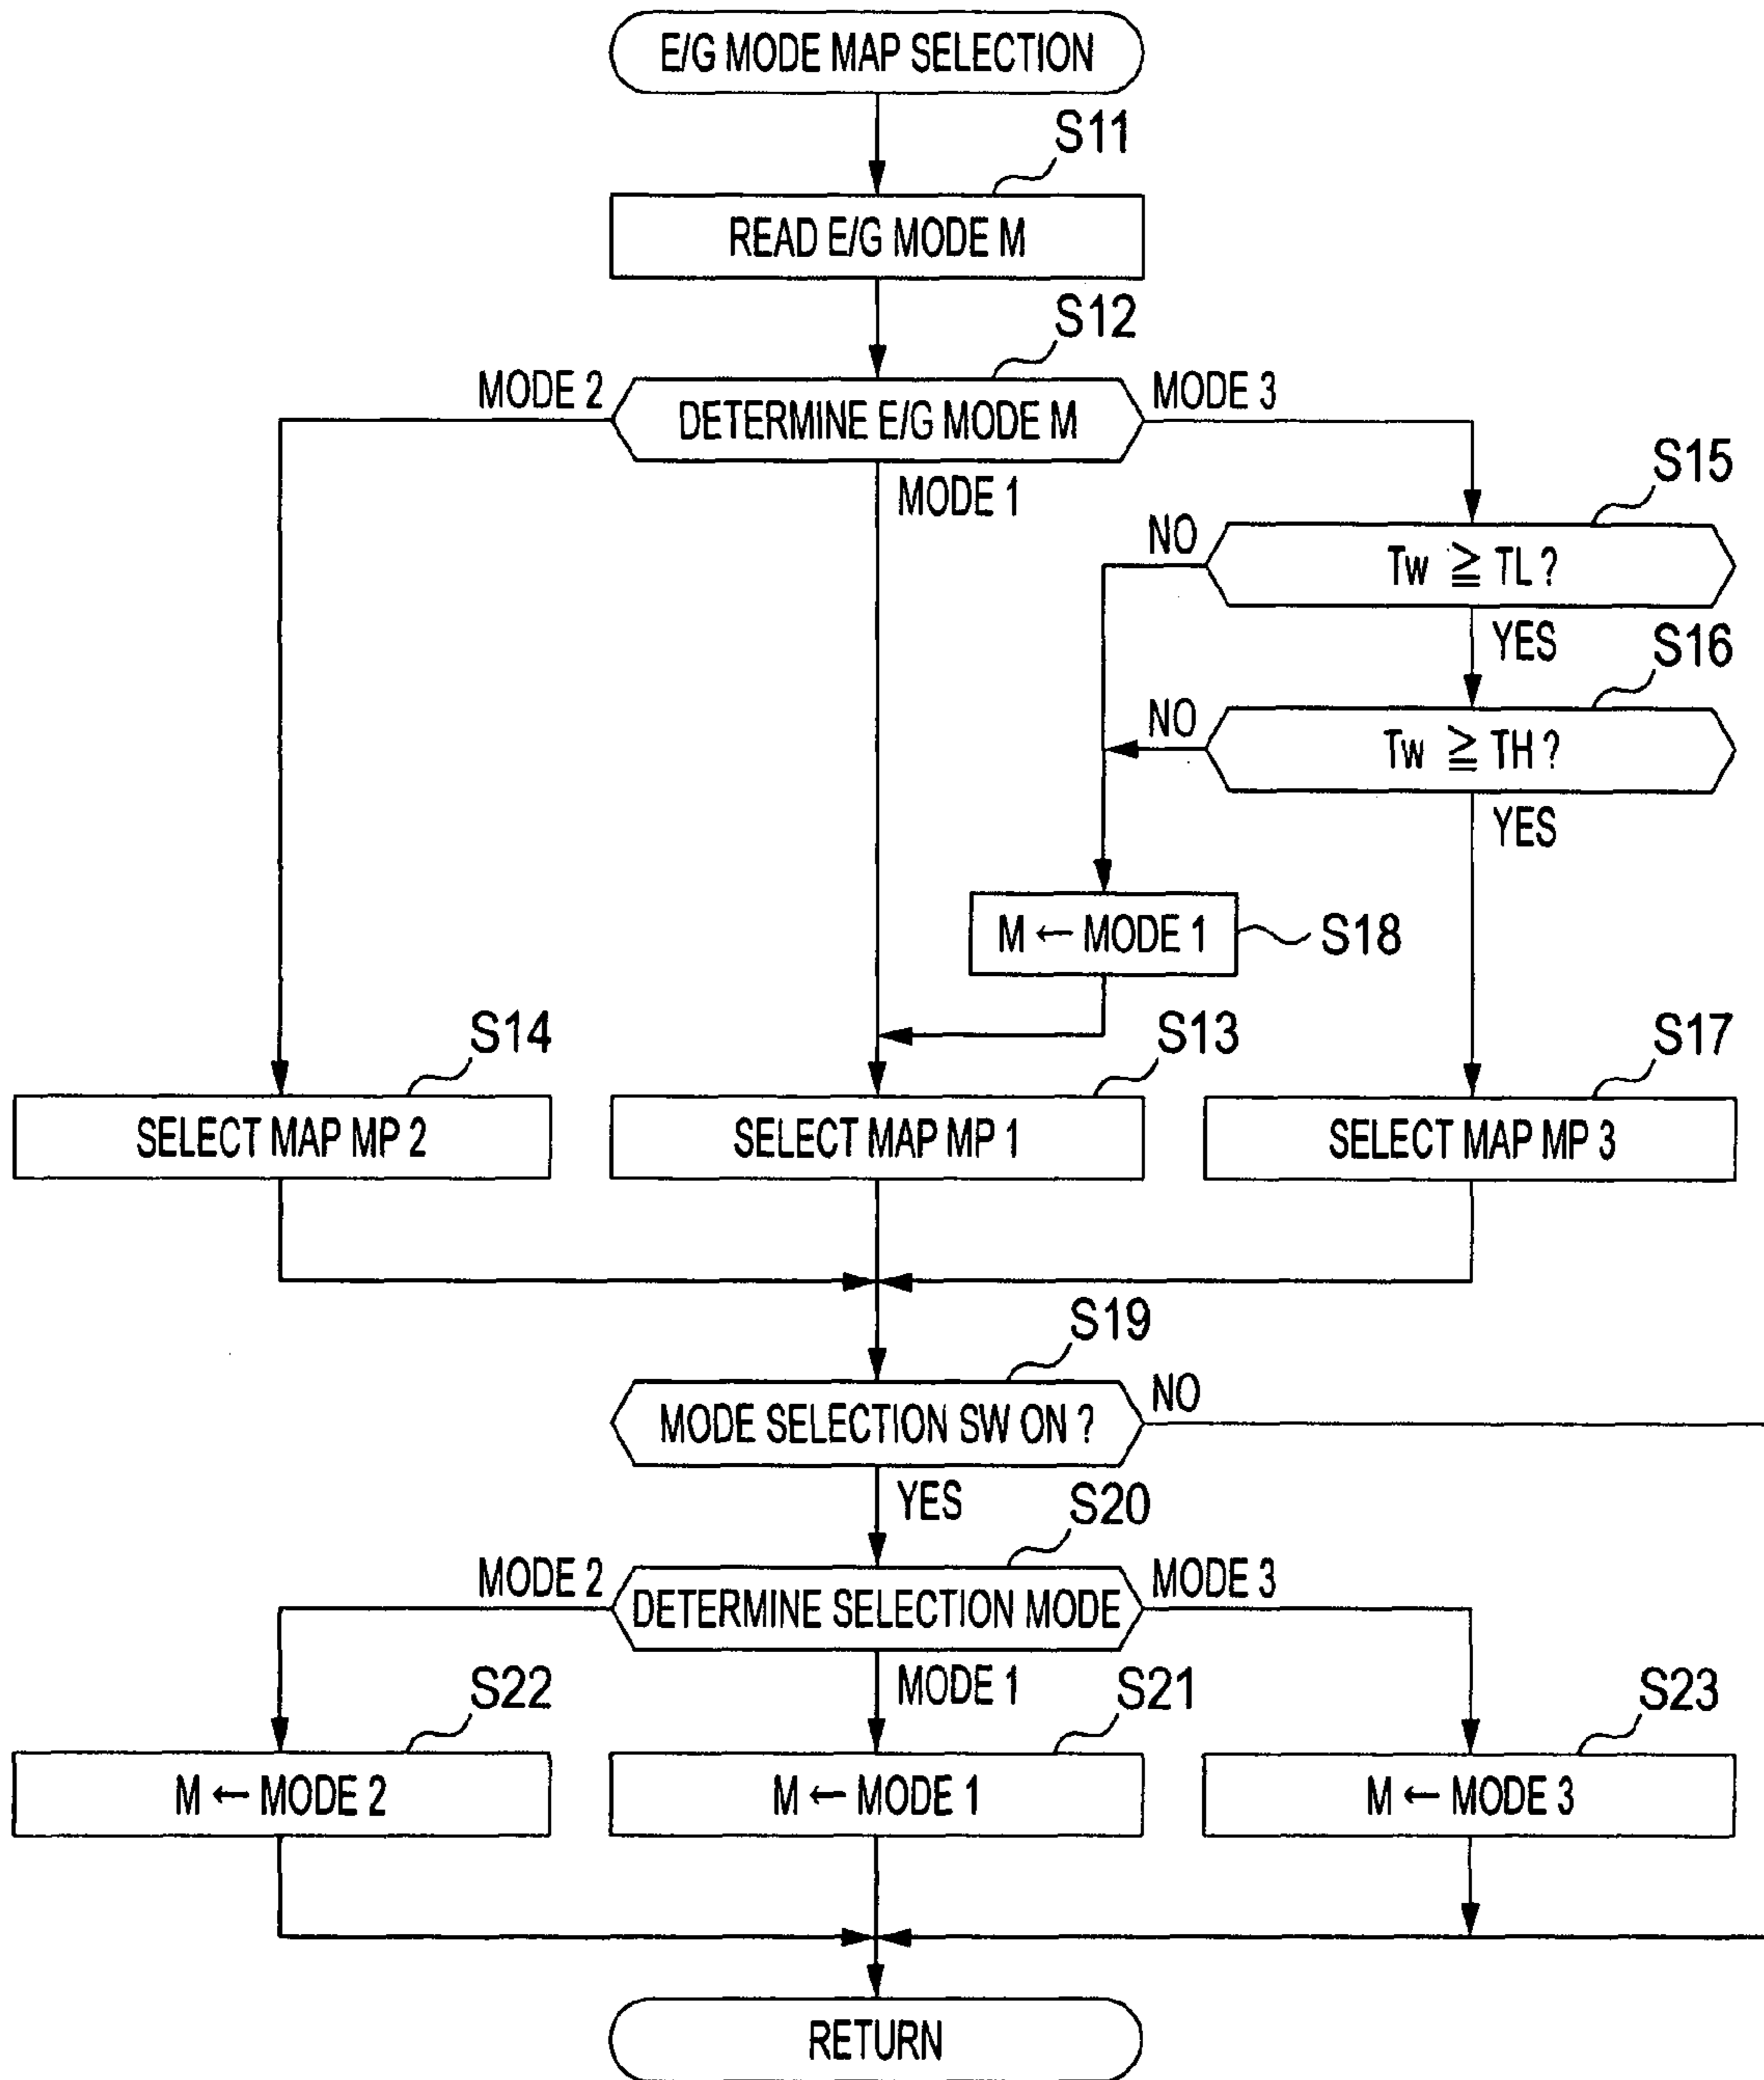 E/G MODE MAP SELECTION
S11
READ E/G MODE M
S12
MODE 2
DETERMINE E/G MODE M
MODE 3
MODE 1
S15
NO
Tw ≧ TL ?
YES
S16
NO
Tw ≧ TH ?
YES
M ← MODE 1
S18
S14
S13
S17
SELECT MAP MP 2
SELECT MAP MP 1
SELECT MAP MP 3
S19
MODE SELECTION SW ON ?
NO
YES
S20
MODE 2
DETERMINE SELECTION MODE
MODE 3
MODE 1
S22
S21
S23
M ← MODE 2
M ← MODE 1
M ← MODE 3
RETURN